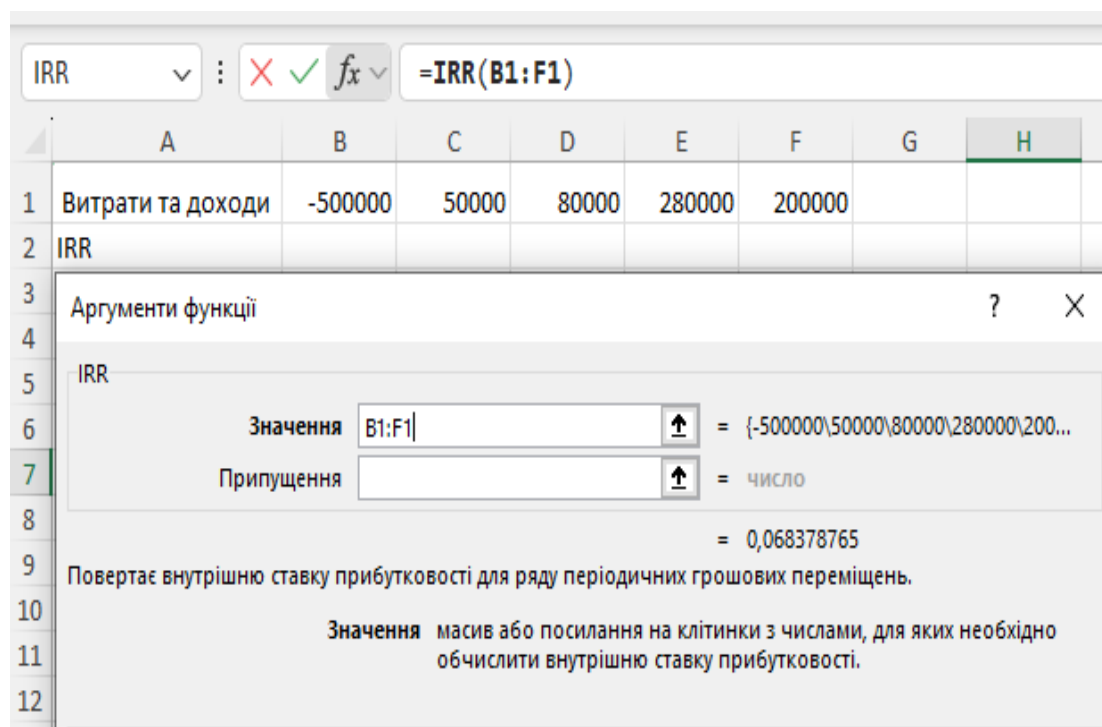 IRR fx =IRR(B1:F1)
A B C D E F G H
1 Витрати та доходи -500000 50000 80000 280000 200000
2 IRR
3
Аргументи функції ? X
4
5
IRR
6 Значення B1:F1 = {-500000\50000\80000\280000\200...
7 Припущення = число
8
= 0,068378765
9
Повертає внутрішню ставку прибутковості для ряду періодичних грошових переміщень.
10
Значення масив або посилання на клітинки з числами, для яких необхідно
11
обчислити внутрішню ставку прибутковості.
12